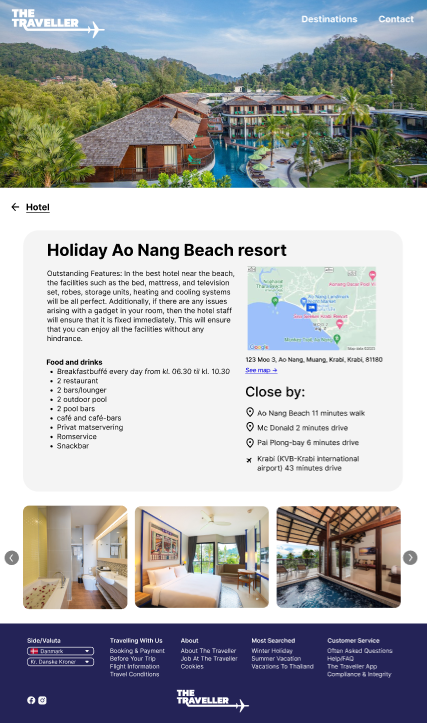 THE
TRAVELLER
Destinations
Contact
Hotel
Holiday Ao Nang Beach resort
Outstanding Features: In the best hotel near the beach,
the facilities such as the bed, mattress, and television
set, robes, storage units, heating and cooling systems
will be all perfect. Additionally, if there are any issues
arising with a gadget in your room, then the hotel staff
will ensure that it is fixed immediately. This will ensure
that you can enjoy all the facilities without any
hindrance.
Food and drinks
Breakfastbuffé every day from kl. 06.30 til kl. 10.30
2 restaurant
2 bars/lounger
2 outdoor pool
2 pool bars
café and café-bars
Privat matservering
Romservice
Snackbar
Ao Nang Landmark
123 Moo 3, Ao Nang, Muang, Krabi, Krabi, 81180
See map →
Close by:
Ao Nang Beach 11 minutes walk
Mc Donald 2 minutes drive
Pai Plong-bay 6 minutes drive
Krabi (KVB-Krabi international
airport) 43 minutes drive
Side/Valuta
Danmark
Kr. Danske Kroner
Travelling With Us
Booking & Payment
Before Your Trip
Flight Information
Travel Conditions
About
About The Traveller
Job At The Traveller
Cookies
Most Searched
Winter Holiday
Summer Vacation
Vacations To Thailand
Customer Service
Often Asked Questions
Help/FAQ
The Traveller App
Compliance & Integrity
THE
TRAVELLER